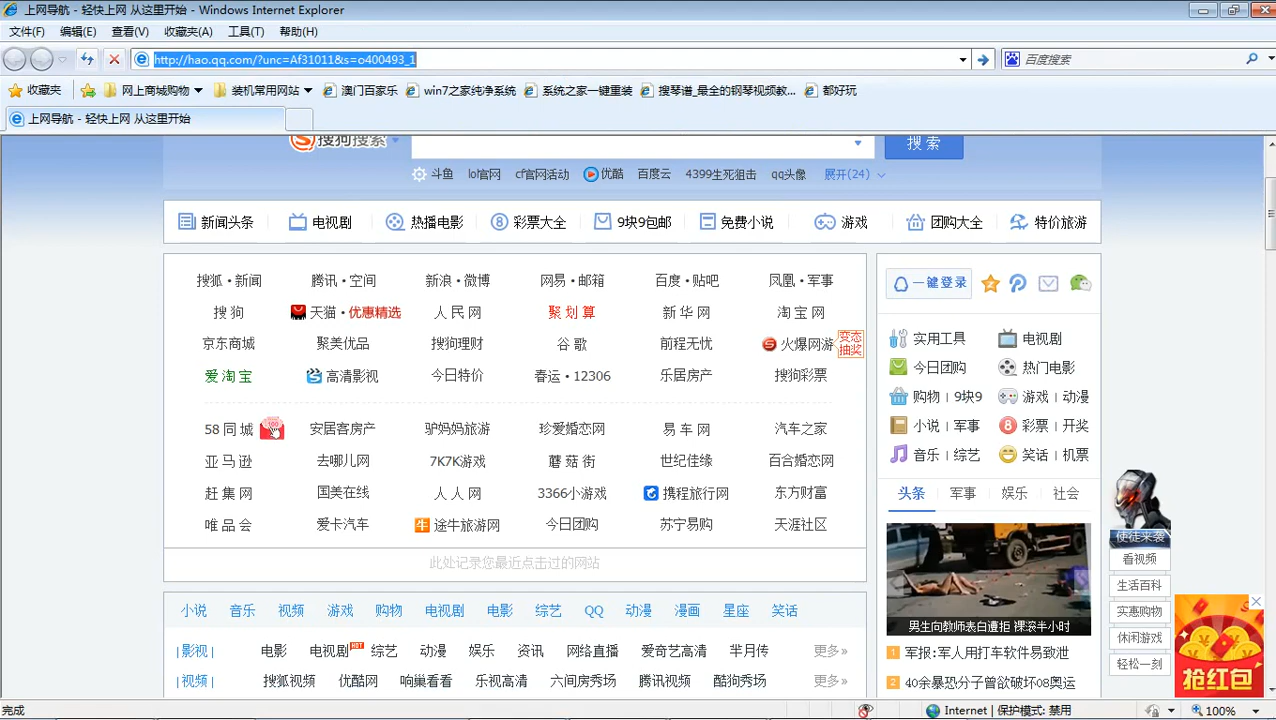 上网导航 - 轻快上网 从这里开始 - Windows Internet Explorer
文件(F) 编辑(E) 查看(V) 收藏夹(A) 工具(T) 帮助(H)
http://hao.qq.com/?unc=Af31011&s=o400493_1 百度搜索
收藏夹 网上商城购物 装机常用网站 澳门百家乐 win7之家纯净系统 系统之家一键重装 搜琴谱_最全的钢琴视频教... 都好玩
上网导航 - 轻快上网 从这里开始
搜狗搜索 搜索
斗鱼 lol官网 cf官网活动 优酷 百度云 4399生死狙击 qq头像 展开(24)
新闻头条 电视剧 热播电影 彩票大全 9块9包邮 免费小说 游戏 团购大全 特价旅游
搜狐·新闻 腾讯·空间 新浪·微博 网易·邮箱 百度·贴吧 凤凰·军事
搜狗 天猫·优惠精选 人民网 聚划算 新华网 淘宝网
京东商城 聚美优品 搜狗理财 谷歌 前程无忧 火爆网游 变态抽奖
爱淘宝 高清影视 今日特价 春运·12306 乐居房产 搜狗彩票
58同城 安居客房产 驴妈妈旅游 珍爱婚恋网 易车网 汽车之家
亚马逊 去哪儿网 7K7K游戏 蘑菇街 世纪佳缘 百合婚恋网
赶集网 国美在线 人人网 3366小游戏 携程旅行网 东方财富
唯品会 爱卡汽车 途牛旅游网 今日团购 苏宁易购 天涯社区
此处记录您最近点击过的网站
小说 音乐 视频 游戏 购物 电视剧 电影 综艺 QQ 动漫 漫画 星座 笑话
|影视| 电影 电视剧 HOT 综艺 动漫 娱乐 资讯 网络直播 爱奇艺高清 半月传 更多»
|视频| 搜狐视频 优酷网 响巢看看 乐视高清 六间房秀场 腾讯视频 酷狗秀场 更多»
一键登录
实用工具 电视剧
今日团购 热门电影
购物 | 9块9 游戏 | 动漫
小说 | 军事 彩票 | 开奖
音乐 | 综艺 笑话 | 机票
头条 军事 娱乐 社会
男生向教师表白遭拒 裸滚半小时
1 军报:军人用打车软件易致泄
2 40余暴恐分子曾欲破坏08奥运
使徒来袭
看视频
生活百科
实惠购物
休闲游戏
轻松一刻
抢红包
完成 Internet | 保护模式: 禁用 100%